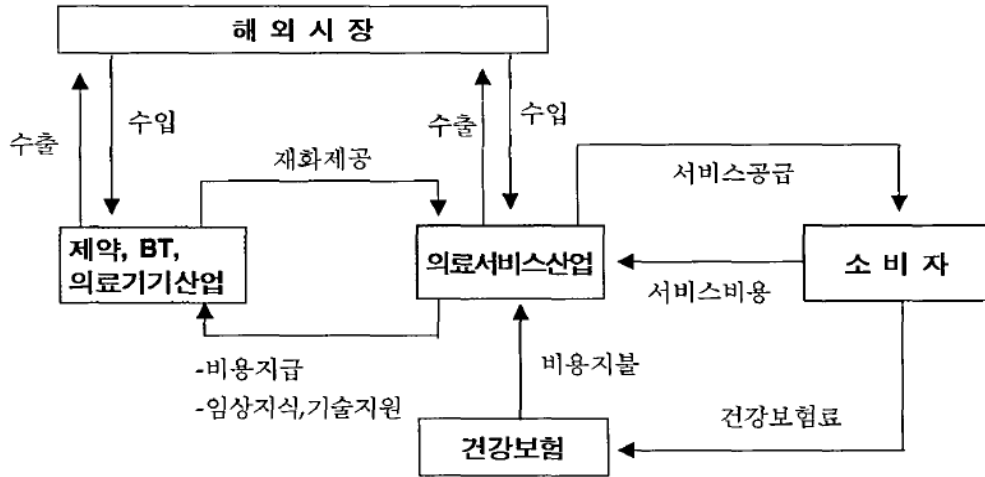 해 외 시 장
수출
수입
수출
수입
재화제공
서비스공급
제약, BT,
의료기기산업
의료서비스산업
소 비 자
서비스비용
-비용지급
-임상지식,기술지원
비용지불
건강보험료
건강보험